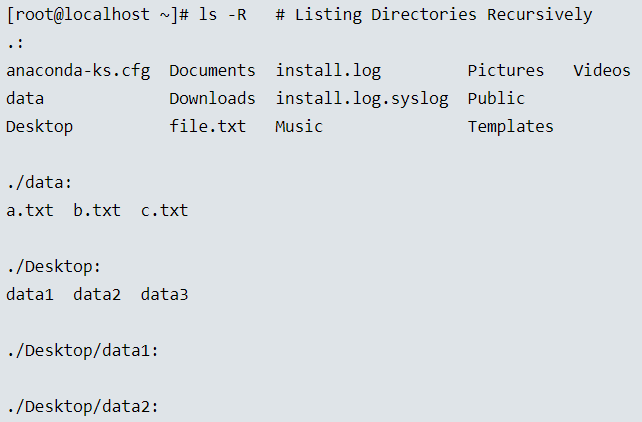 [root@localhost ~]# ls -R   # Listing Directories Recursively
.:
anaconda-ks.cfg  Documents  install.log         Pictures   Videos
data             Downloads  install.log.syslog  Public
Desktop          file.txt   Music               Templates

./data:
a.txt  b.txt  c.txt

./Desktop:
data1  data2  data3

./Desktop/data1:

./Desktop/data2: